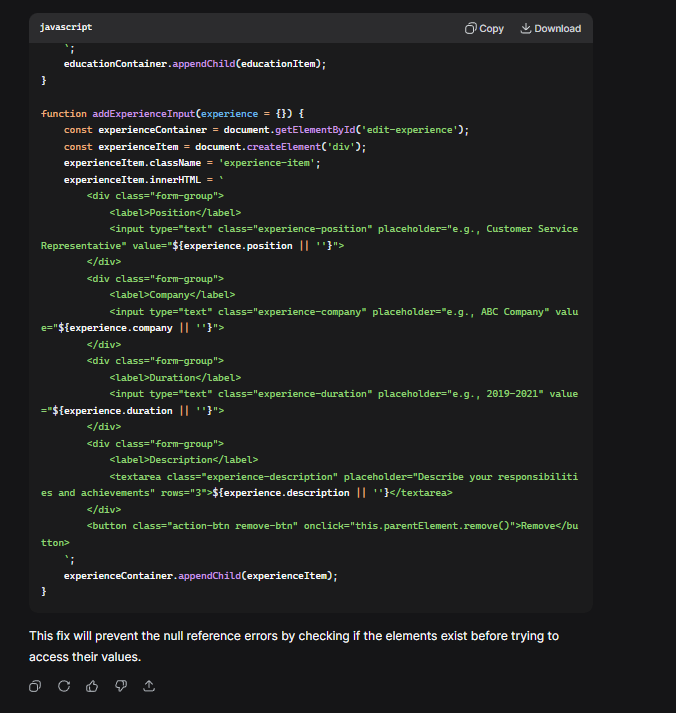 javascript
Copy
Download
`;
educationContainer.appendChild(educationItem);
}
function addExperienceInput(experience = {}) {
const experienceContainer = document.getElementById('edit-experience');
const experienceItem = document.createElement('div');
experienceItem.className = 'experience-item';
experienceItem.innerHTML = `
<div class="form-group">
<label>Position</label>
<input type="text" class="experience-position" placeholder="e.g., Customer Service
Representative" value="${experience.position || ''}">
</div>
<div class="form-group">
<label>Company</label>
<input type="text" class="experience-company" placeholder="e.g., ABC Company" valu
e="${experience.company || ''}">
</div>
<div class="form-group">
<label>Duration</label>
<input type="text" class="experience-duration" placeholder="e.g., 2019-2021" value
="${experience.duration || ''}">
</div>
<div class="form-group">
<label>Description</label>
<textarea class="experience-description" placeholder="Describe your responsibiliti
es and achievements" rows="3">${experience.description || ''}</textarea>
</div>
<button class="action-btn remove-btn" onclick="this.parentElement.remove()">Remove</bu
tton>
`;
experienceContainer.appendChild(experienceItem);
}
This fix will prevent the null reference errors by checking if the elements exist before trying to
access their values.